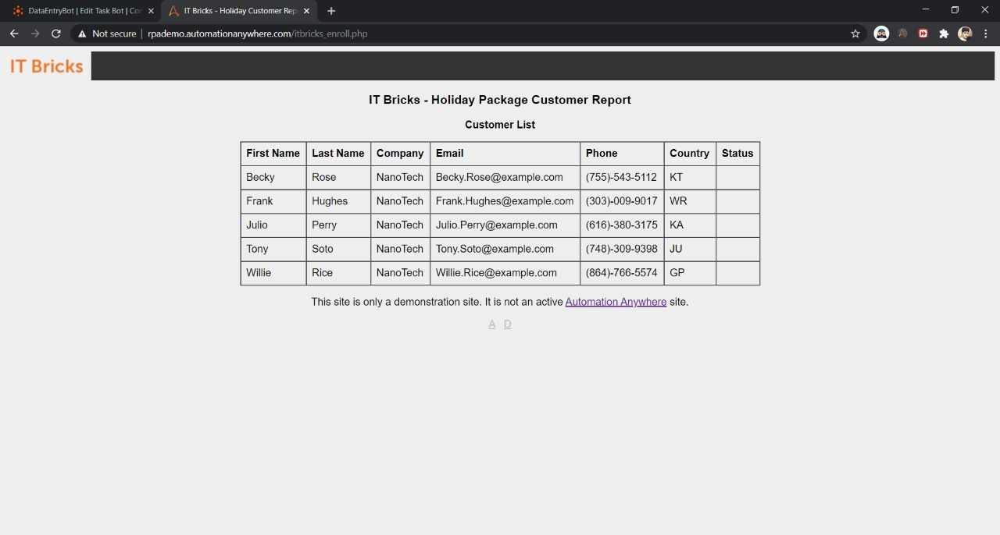 DataEntryBot | Edit Task Bot | Co
IT Bricks - Holiday Customer Rep
Not secure rpademo.automationanywhere.com/itbricks_enroll.php
IT Bricks
IT Bricks - Holiday Package Customer Report
Customer List
First Name Last Name Company Email Phone Country Status
Becky Rose NanoTech Becky.Rose@example.com (755)-543-5112 KT
Frank Hughes NanoTech Frank.Hughes@example.com (303)-009-9017 WR
Julio Perry NanoTech Julio.Perry@example.com (616)-380-3175 KA
Tony Soto NanoTech Tony.Soto@example.com (748)-309-9398 JU
Willie Rice NanoTech Willie.Rice@example.com (864)-766-5574 GP
This site is only a demonstration site. It is not an active Automation Anywhere site.
A D